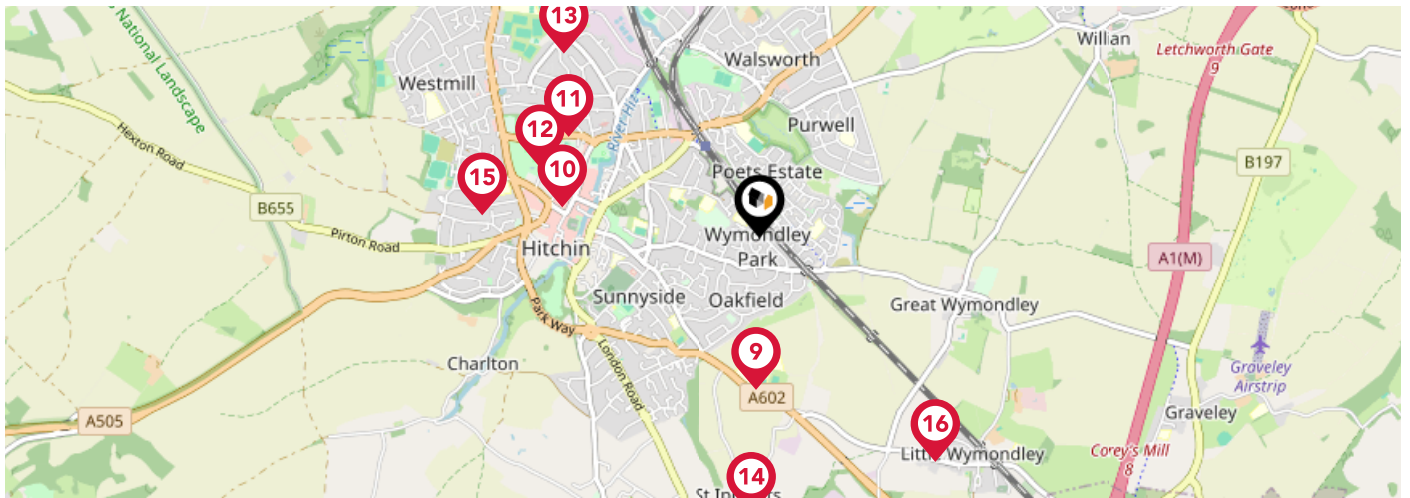 13
Willan
Letchworth Gate
9
National Landscape
Westmill
Walsworth
11
River Hiz
12
Purwell
Hexton Road
B197
10
15
Poets Estate
B655
Wymondley
Park
Pirton Road
Hitchin
A1(M)
Sunnyside
Oakfield
Great Wymondley
Park Way
9
Charlton
London Road
Graveley
Airstrip
A602
A505
Graveley
16
Little Wymondley
Corey's Mill
8
14